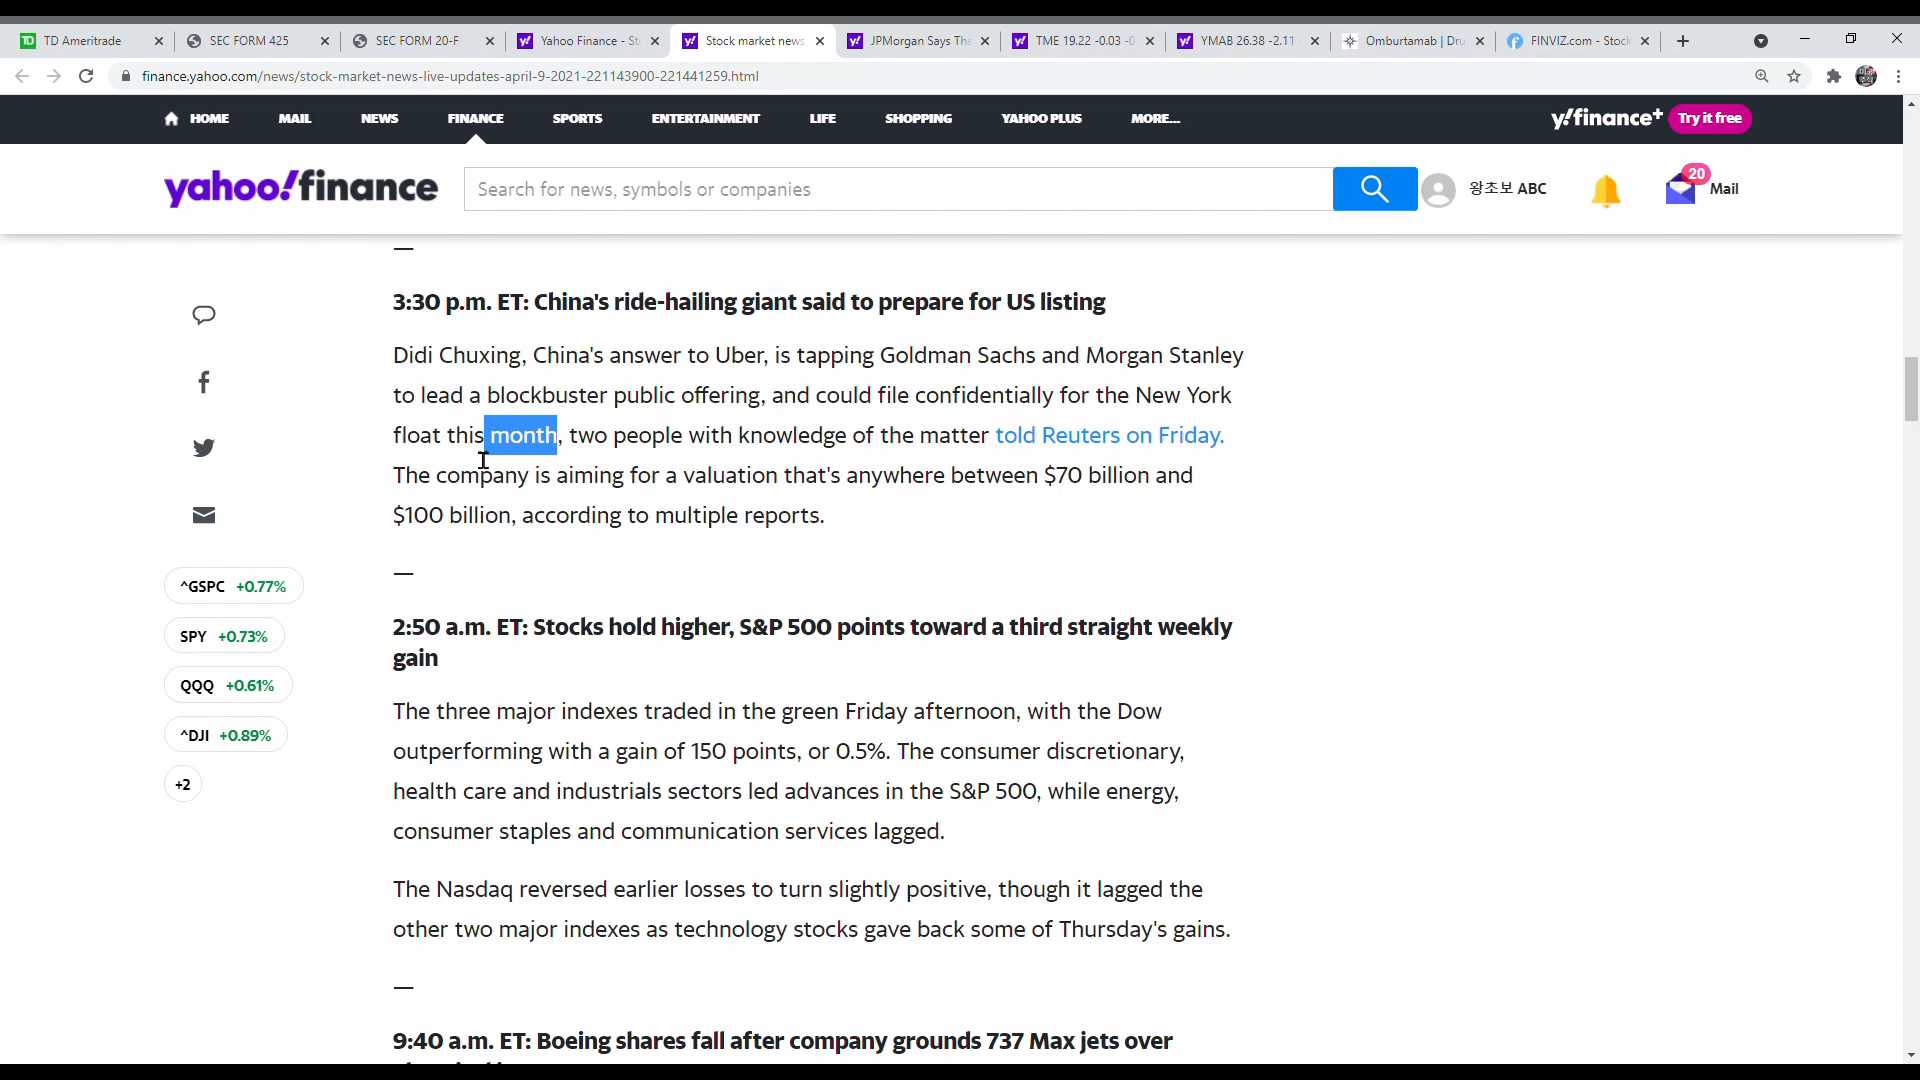 TD Ameritrade
SEC FORM 425
SEC FORM 20-F
Yahoo Finance - St
Stock market news
JPMorgan Says The
TME 19.22 -0.03 -0
YMAB 26.38 -2.11
Omburtamab | Dru
FINVIZ.com - Stock
finance.yahoo.com/news/stock-market-news-live-updates-april-9-2021-221143900-221441259.html
HOME MAIL NEWS FINANCE SPORTS ENTERTAINMENT LIFE SHOPPING YAHOO PLUS MORE...
y!finance+ Try it free
yahoo!finance
Search for news, symbols or companies
왕초보 ABC
20
Mail
—
3:30 p.m. ET: China's ride-hailing giant said to prepare for US listing
Didi Chuxing, China's answer to Uber, is tapping Goldman Sachs and Morgan Stanley
to lead a blockbuster public offering, and could file confidentially for the New York
float this month, two people with knowledge of the matter told Reuters on Friday.
The company is aiming for a valuation that's anywhere between $70 billion and
$100 billion, according to multiple reports.
^GSPC +0.77%
SPY +0.73%
QQQ +0.61%
^DJI +0.89%
+2
—
2:50 a.m. ET: Stocks hold higher, S&P 500 points toward a third straight weekly
gain
The three major indexes traded in the green Friday afternoon, with the Dow
outperforming with a gain of 150 points, or 0.5%. The consumer discretionary,
health care and industrials sectors led advances in the S&P 500, while energy,
consumer staples and communication services lagged.
The Nasdaq reversed earlier losses to turn slightly positive, though it lagged the
other two major indexes as technology stocks gave back some of Thursday's gains.
—
9:40 a.m. ET: Boeing shares fall after company grounds 737 Max jets over